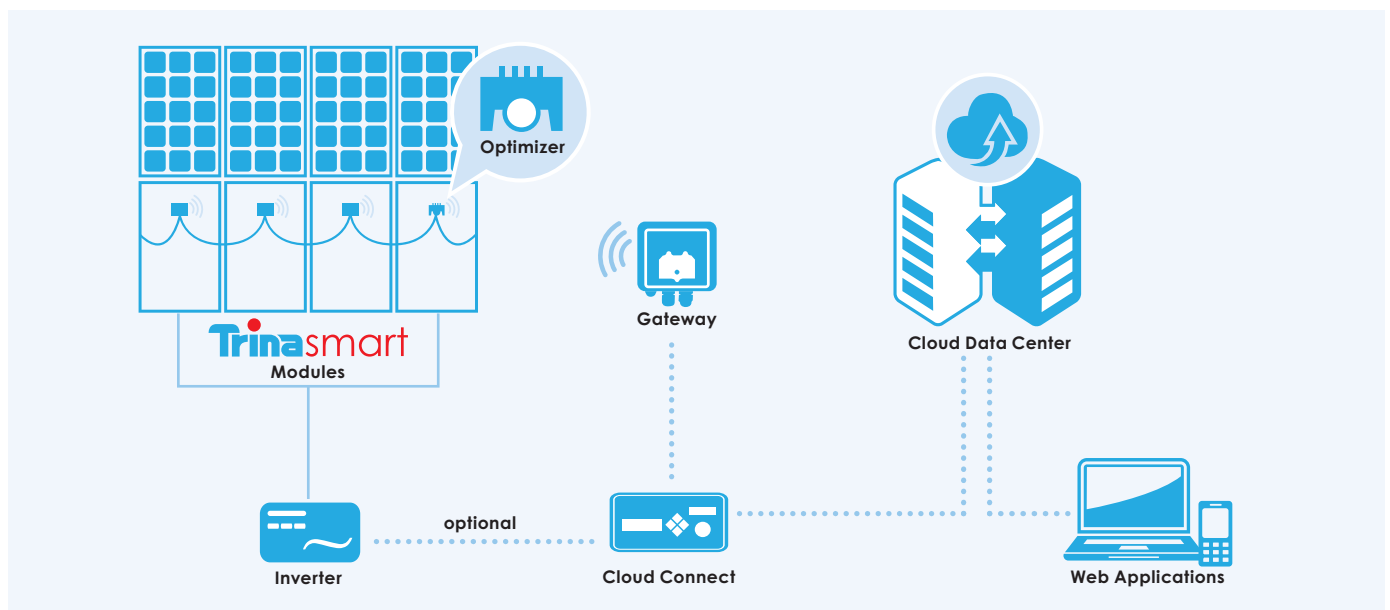 Optimizer
Trinasmart
Modules
Gateway
Cloud Data Center
optional
Inverter
Cloud Connect
Web Applications